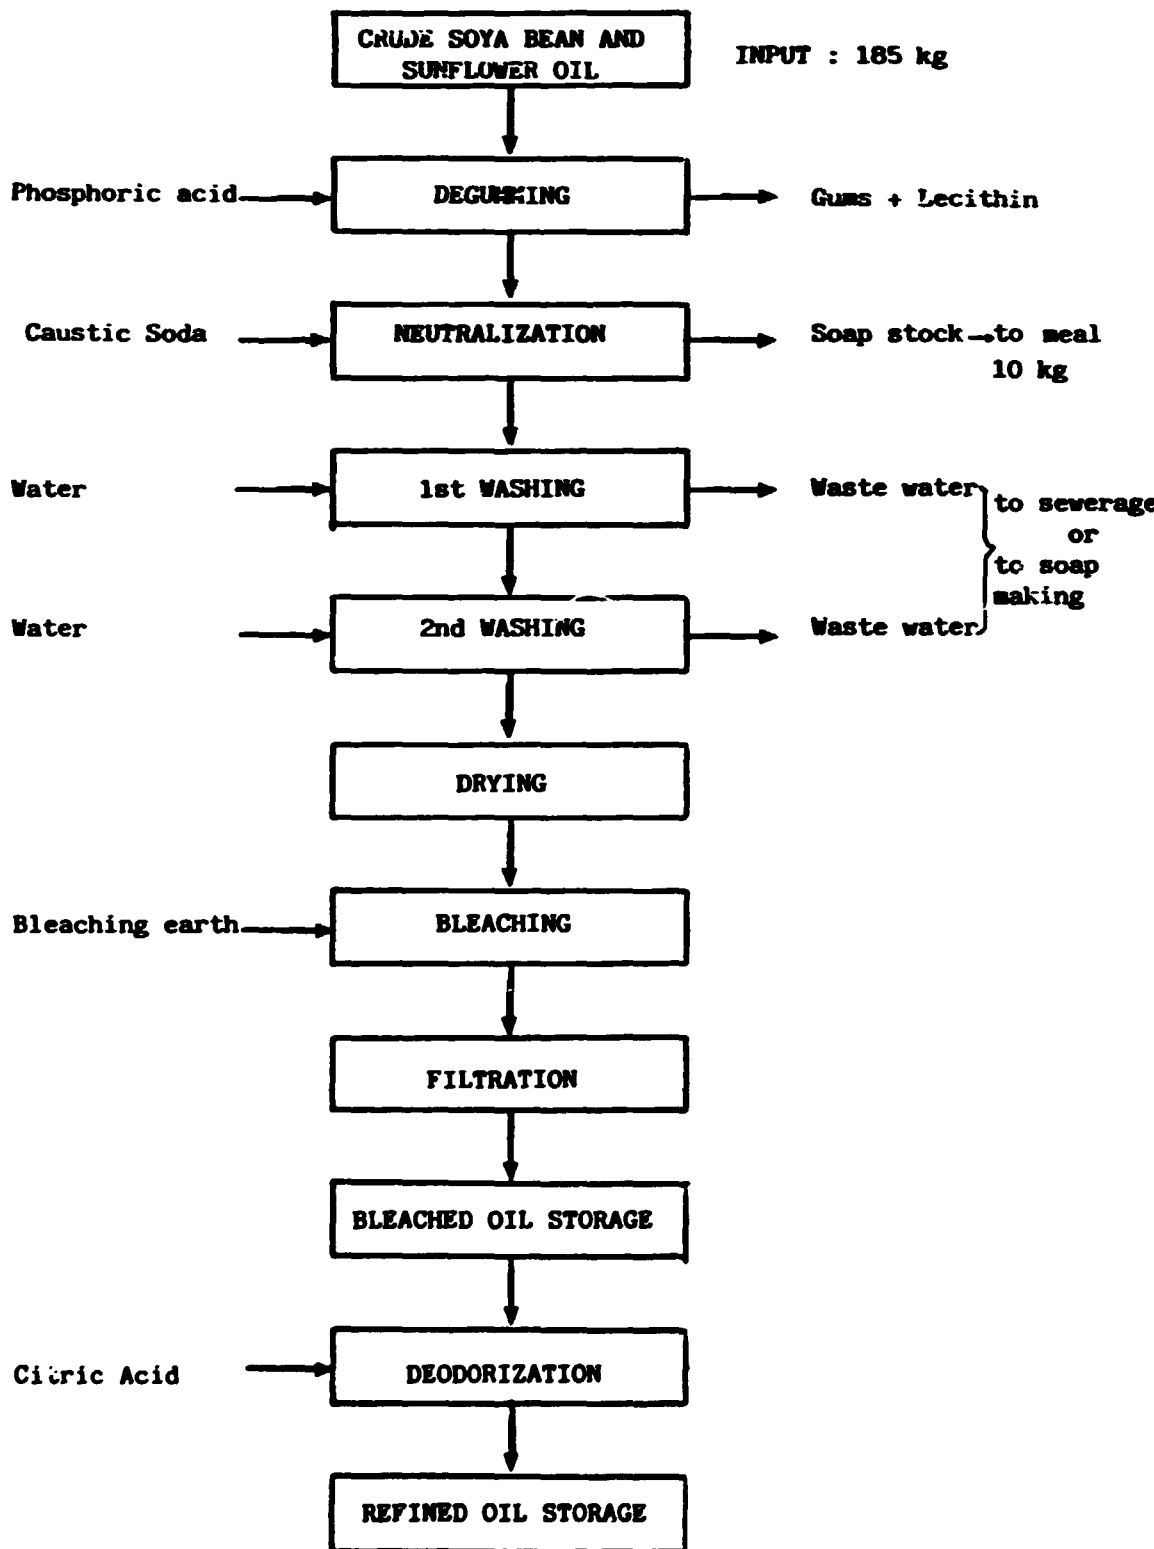 CRUDE SOYA BEAN AND
SUNFLOWER OIL
INPUT : 185 kg
Phosphoric acid
DEGUMMING
Gums + Lecithin
Caustic Soda
NEUTRALIZATION
Soap stock → to meal
10 kg
Water
1st WASHING
Waste water
to sewerage
or
to soap
making
Water
2nd WASHING
Waste water
DRYING
Bleaching earth
BLEACHING
FILTRATION
BLEACHED OIL STORAGE
Citric Acid
DEODORIZATION
REFINED OIL STORAGE